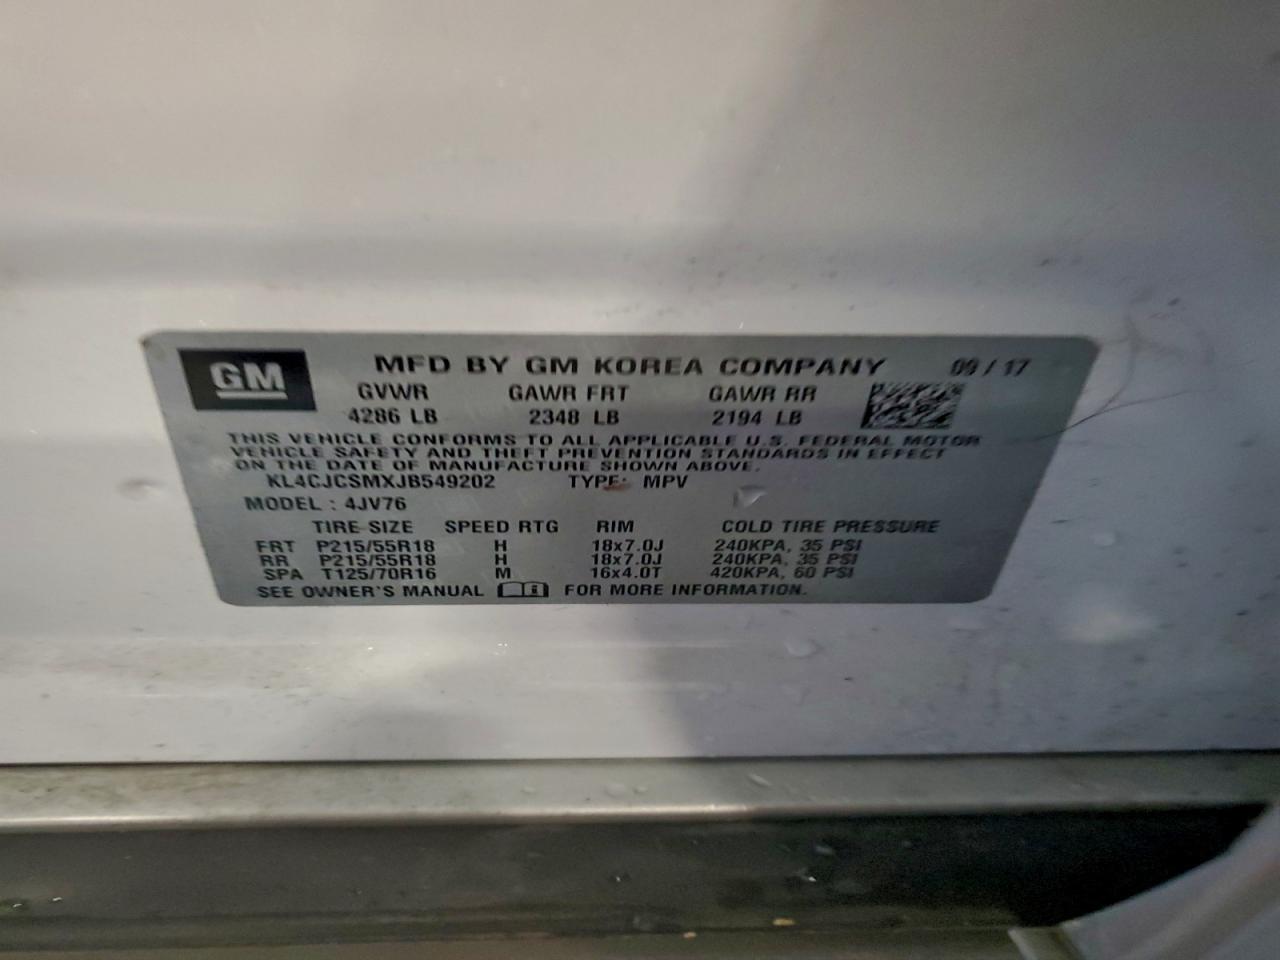 GM MFD BY GM KOREA COMPANY 09 / 17
GVWR GAWR FRT GAWR RR
4286 LB 2348 LB 2194 LB
THIS VEHICLE CONFORMS TO ALL APPLICABLE U.S. FEDERAL MOTOR
VEHICLE SAFETY AND THEFT PREVENTION STANDARDS IN EFFECT
ON THE DATE OF MANUFACTURE SHOWN ABOVE.
KL4CJCSMXJB549202 TYPE: MPV
MODEL : 4JV76
TIRE SIZE SPEED RTG RIM COLD TIRE PRESSURE
FRT P215/55R18 H 18x7.0J 240KPA, 35 PSI
RR P215/55R18 H 18x7.0J 240KPA, 35 PSI
SPA T125/70R16 M 16x4.0T 420KPA, 60 PSI
SEE OWNER'S MANUAL FOR MORE INFORMATION.